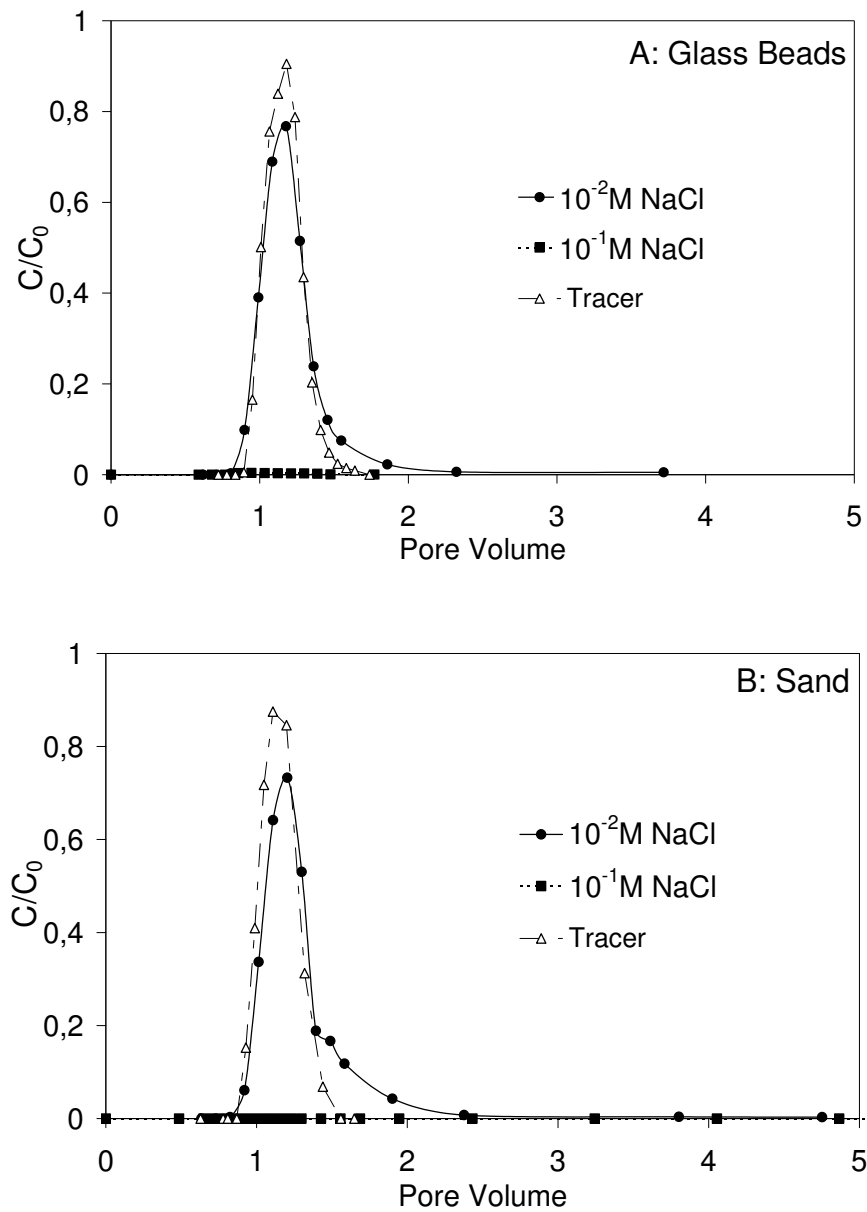 A: Glass Beads
1
0,8
0,6
0,4
0,2
0
C/C₀
10⁻²M NaCl
10⁻¹M NaCl
Tracer
0 1 2 3 4 5
Pore Volume
B: Sand
1
0,8
0,6
0,4
0,2
0
C/C₀
10⁻²M NaCl
10⁻¹M NaCl
Tracer
0 1 2 3 4 5
Pore Volume